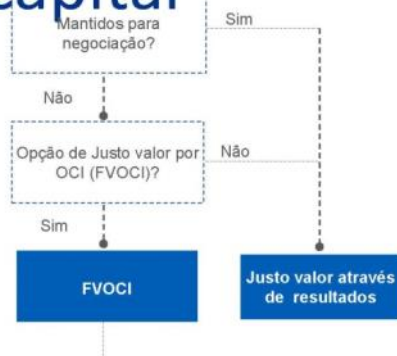 capital
Mantidos para
negociação?
Sim
Não
Opção de Justo valor por
OCI (FVOCI)?
Não
Sim
FVOCI
Justo valor através
de resultados